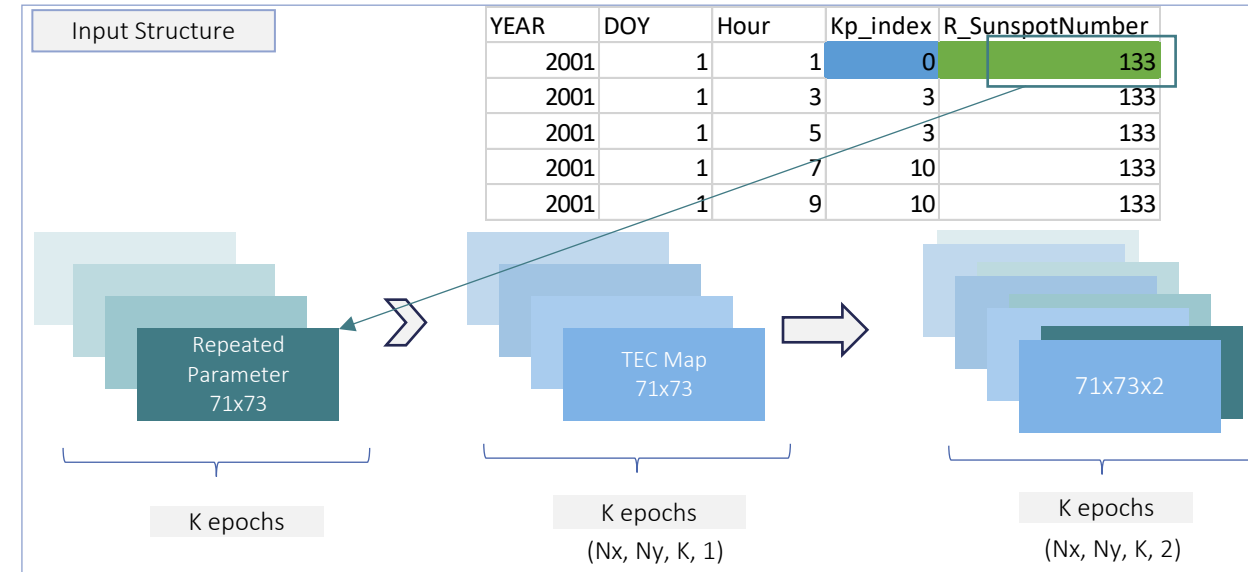 Input Structure
YEAR DOY Hour Kp_index R_SunspotNumber
2001 1 1 0 133
2001 1 3 3 133
2001 1 5 3 133
2001 1 7 10 133
2001 1 9 10 133
Repeated
Parameter
71x73
TEC Map
71x73
71x73x2
K epochs
K epochs
(Nx, Ny, K, 1)
K epochs
(Nx, Ny, K, 2)